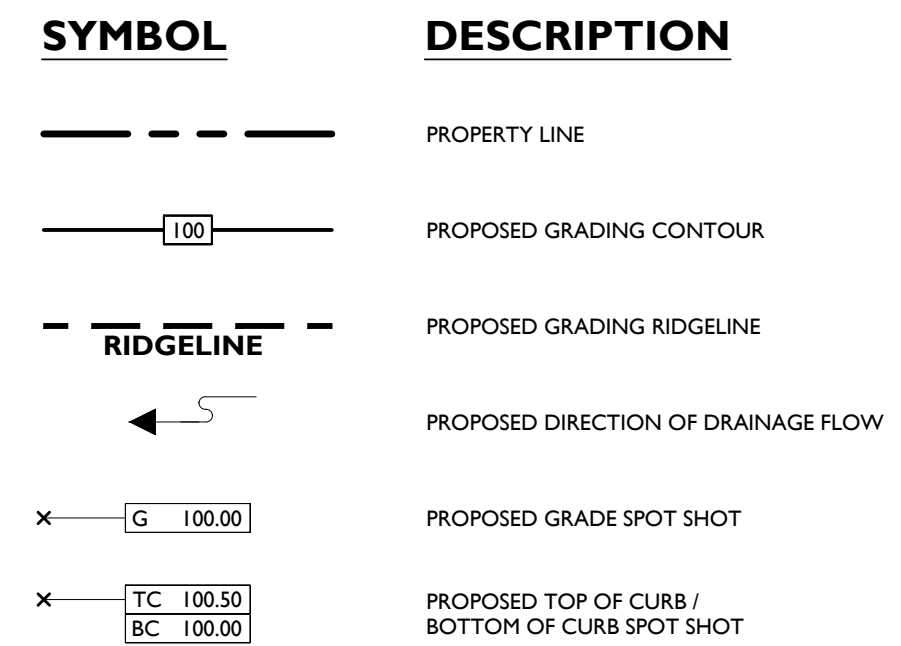 SYMBOL DESCRIPTION
PROPERTY LINE
100 PROPOSED GRADING CONTOUR
RIDGELINE PROPOSED GRADING RIDGELINE
PROPOSED DIRECTION OF DRAINAGE FLOW
G 100.00 PROPOSED GRADE SPOT SHOT
TC 100.50 PROPOSED TOP OF CURB /
BC 100.00 BOTTOM OF CURB SPOT SHOT